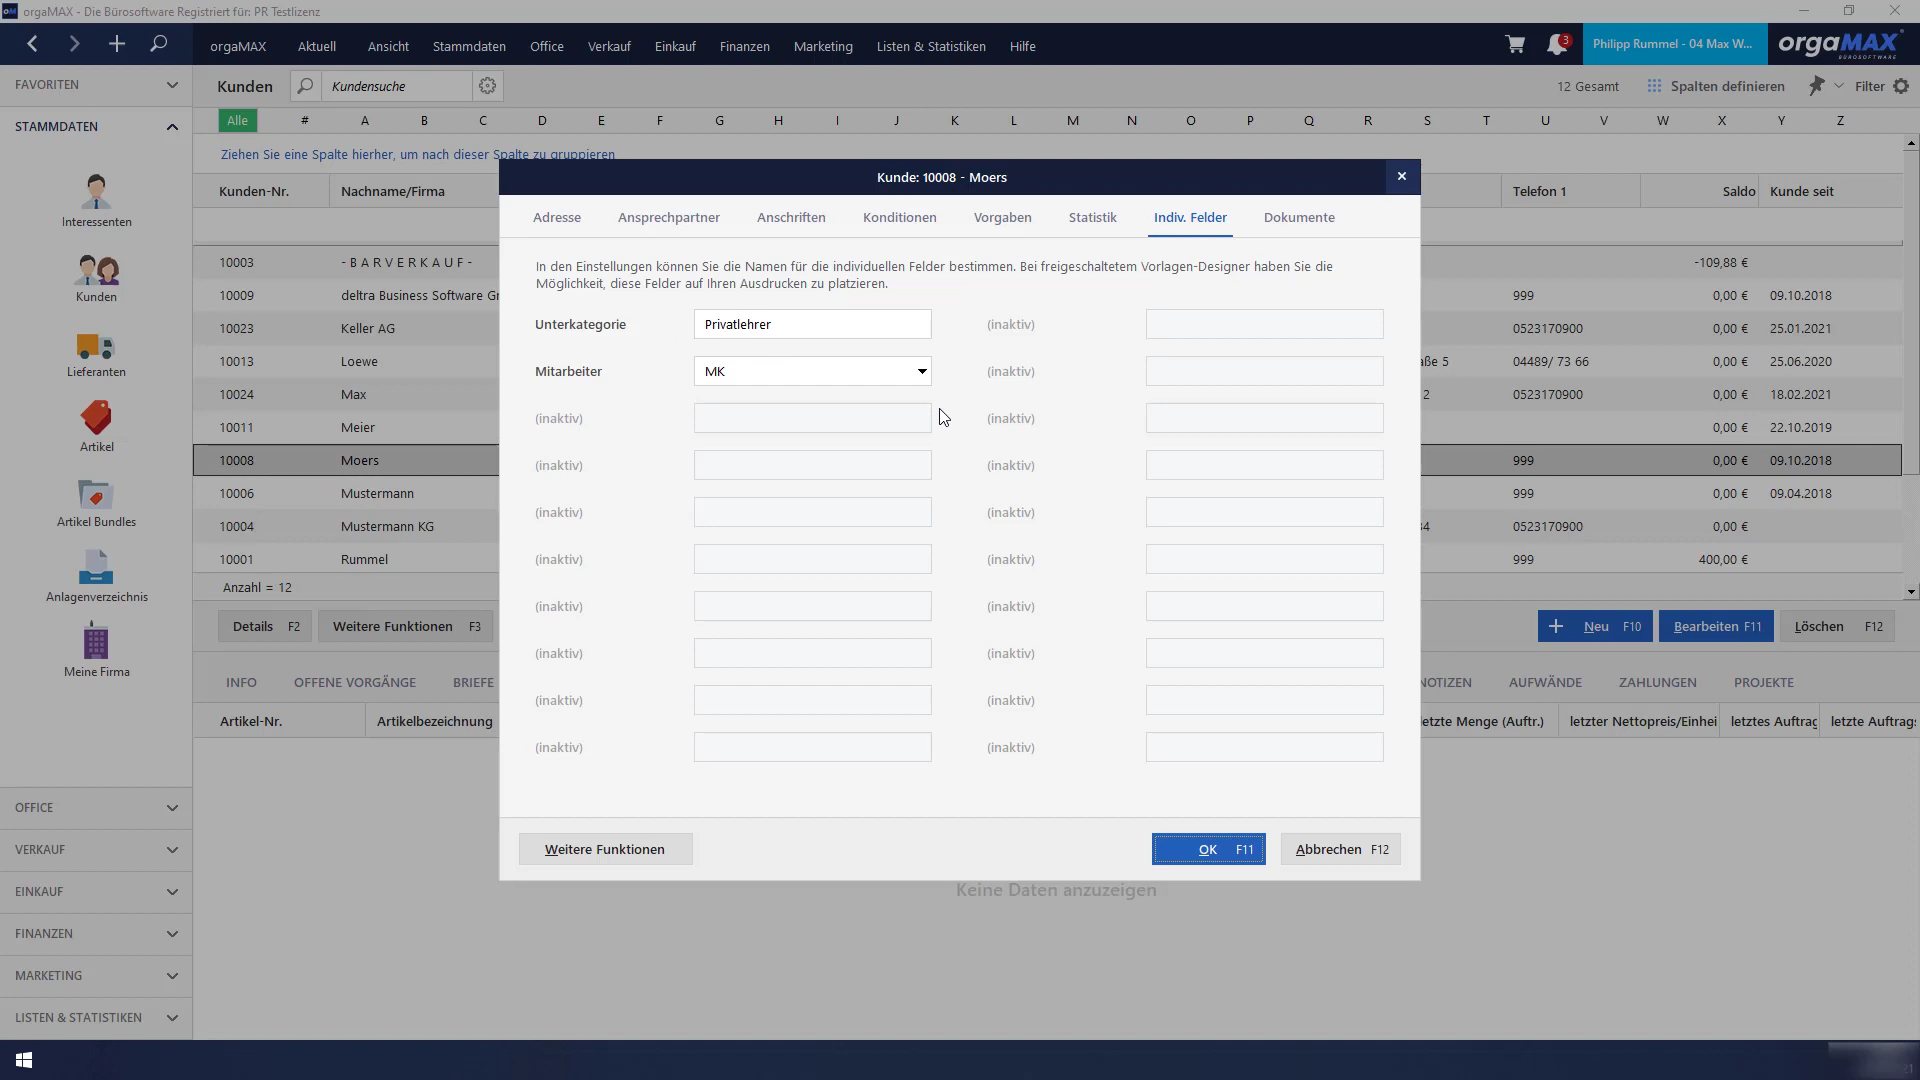 orgaMAX - Die Bürosoftware Registriert für: PR Testlizenz
orgaMAX Aktuell Ansicht Stammdaten Office Verkauf Einkauf Finanzen Marketing Listen & Statistiken Hilfe
3
Philipp Rummel - 04 Max W...
orgaMAX
BÜROSOFTWARE
FAVORITEN
STAMMDATEN
Interessenten
Kunden
Lieferanten
Artikel
Artikel Bundles
Anlagenverzeichnis
Meine Firma
OFFICE
VERKAUF
EINKAUF
FINANZEN
MARKETING
LISTEN & STATISTIKEN
Kunden Kundensuche 12 Gesamt Spalten definieren Filter
Alle # A B C D E F G H I J K L M N O P Q R S T U V W X Y Z
Ziehen Sie eine Spalte hierher, um nach dieser Spalte zu gruppieren
Kunden-Nr. Nachname/Firma Telefon 1 Saldo Kunde seit
10003 - B A R V E R K A U F - -109,88 €
10009 deltra Business Software Gr 999 0,00 € 09.10.2018
10023 Keller AG 0523170900 0,00 € 25.01.2021
10013 Loewe aße 5 04489/ 73 66 0,00 € 25.06.2020
10024 Max 2 0523170900 0,00 € 18.02.2021
10011 Meier 0,00 € 22.10.2019
10008 Moers 999 0,00 € 09.10.2018
10006 Mustermann 999 0,00 € 09.04.2018
10004 Mustermann KG 34 0523170900 0,00 €
10001 Rummel 999 400,00 €
Anzahl = 12
Details F2 Weitere Funktionen F3 Neu F10 Bearbeiten F11 Löschen F12
INFO OFFENE VORGÄNGE BRIEFE NOTIZEN AUFWÄNDE ZAHLUNGEN PROJEKTE
Artikel-Nr. Artikelbezeichnung letzte Menge (Auftr.) letzter Nettopreis/Einhei letztes Auftrag letzte Auftrags
Keine Daten anzuzeigen
Kunde: 10008 - Moers
Adresse Ansprechpartner Anschriften Konditionen Vorgaben Statistik Indiv. Felder Dokumente
In den Einstellungen können Sie die Namen für die individuellen Felder bestimmen. Bei freigeschaltetem Vorlagen-Designer haben Sie die
Möglichkeit, diese Felder auf Ihren Ausdrucken zu platzieren.
Unterkategorie Privatlehrer (inaktiv)
Mitarbeiter MK (inaktiv)
(inaktiv) (inaktiv)
(inaktiv) (inaktiv)
(inaktiv) (inaktiv)
(inaktiv) (inaktiv)
(inaktiv) (inaktiv)
(inaktiv) (inaktiv)
(inaktiv) (inaktiv)
(inaktiv) (inaktiv)
Weitere Funktionen OK F11 Abbrechen F12